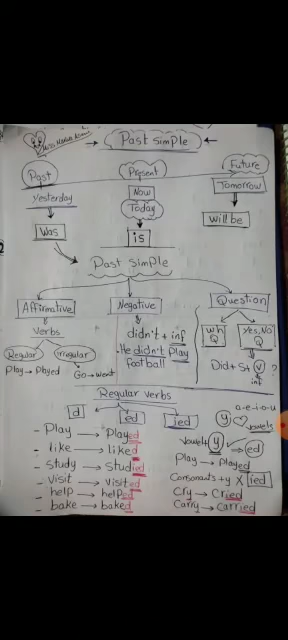 → Past simple ←
Past Present Future
Yesterday Now Tomorrow
Today
Was is Will be
Past Simple
Affirmative Negative Question
Verbs didn't + inf wh Q Yes, No Q
Regular Irregular He didn't Play football Did + S + V ?
inf
Play → Played Go → went
Regular verbs
d ed ied
a-e-i-o-u
y vowels
- Play → Played
vowel + y → ed
- like → liked
Play → Played
- study → studied
Consonants + y X ied
- visit → visited
Cry → Cried
- help → helped
Carry → Carried
- bake → baked